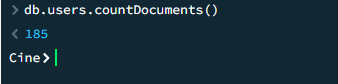 > db.users.countDocuments()
< 185
Cine>